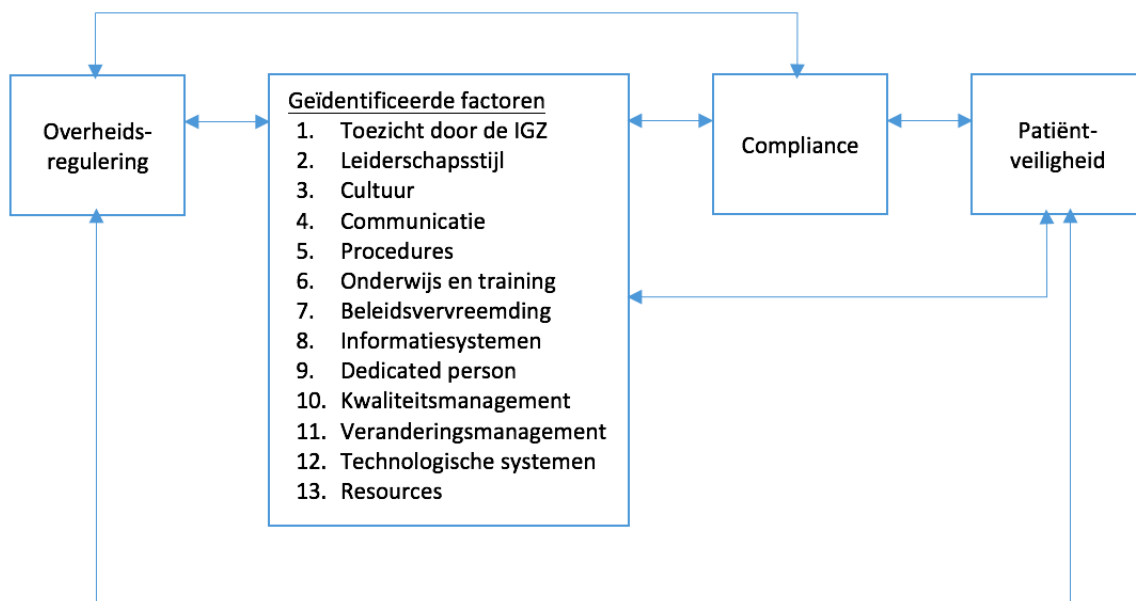 Overheids-
regulering
Geïdentificeerde factoren
1. Toezicht door de IGZ
2. Leiderschapsstijl
3. Cultuur
4. Communicatie
5. Procedures
6. Onderwijs en training
7. Beleidsvervreemding
8. Informatiesystemen
9. Dedicated person
10. Kwaliteitsmanagement
11. Veranderingsmanagement
12. Technologische systemen
13. Resources
Compliance
Patiënt-
veiligheid